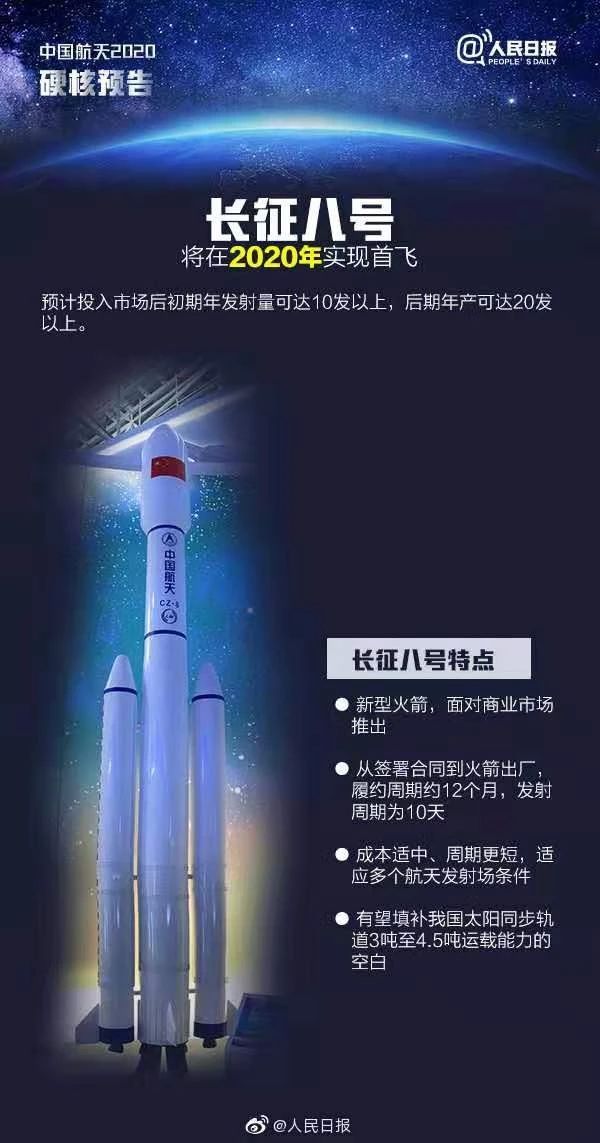 中国航天2020
硬核预告
@人民日报
PEOPLE'S DAILY
长征八号
将在2020年实现首飞
预计投入市场后初期年发射量可达10发以上，后期年产可达20发
以上。
中国航天
CZ-8
长征八号特点
● 新型火箭，面对商业市场
推出
● 从签署合同到火箭出厂，
履约周期约12个月，发射
周期为10天
● 成本适中、周期更短，适
应多个航天发射场条件
● 有望填补我国太阳同步轨
道3吨至4.5吨运载能力的
空白
@人民日报